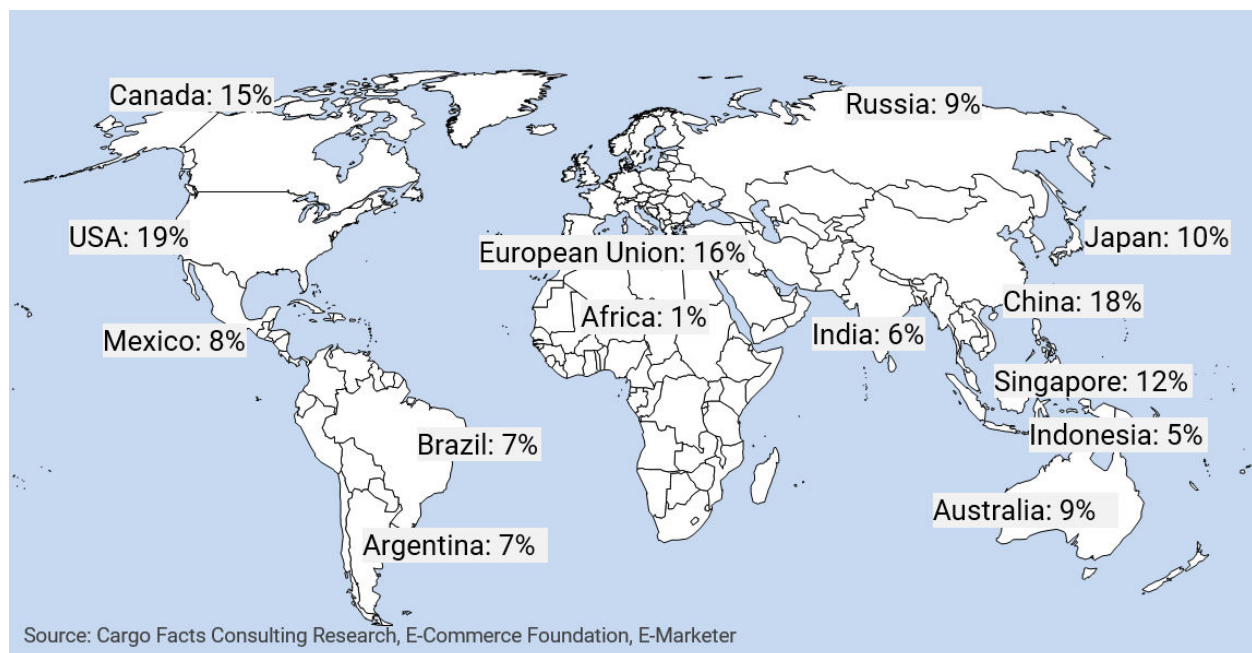 Canada: 15%
Russia: 9%
USA: 19%
Japan: 10%
European Union: 16%
China: 18%
Africa: 1%
India: 6%
Mexico: 8%
Singapore: 12%
Indonesia: 5%
Brazil: 7%
Australia: 9%
Argentina: 7%
Source: Cargo Facts Consulting Research, E-Commerce Foundation, E-Marketer